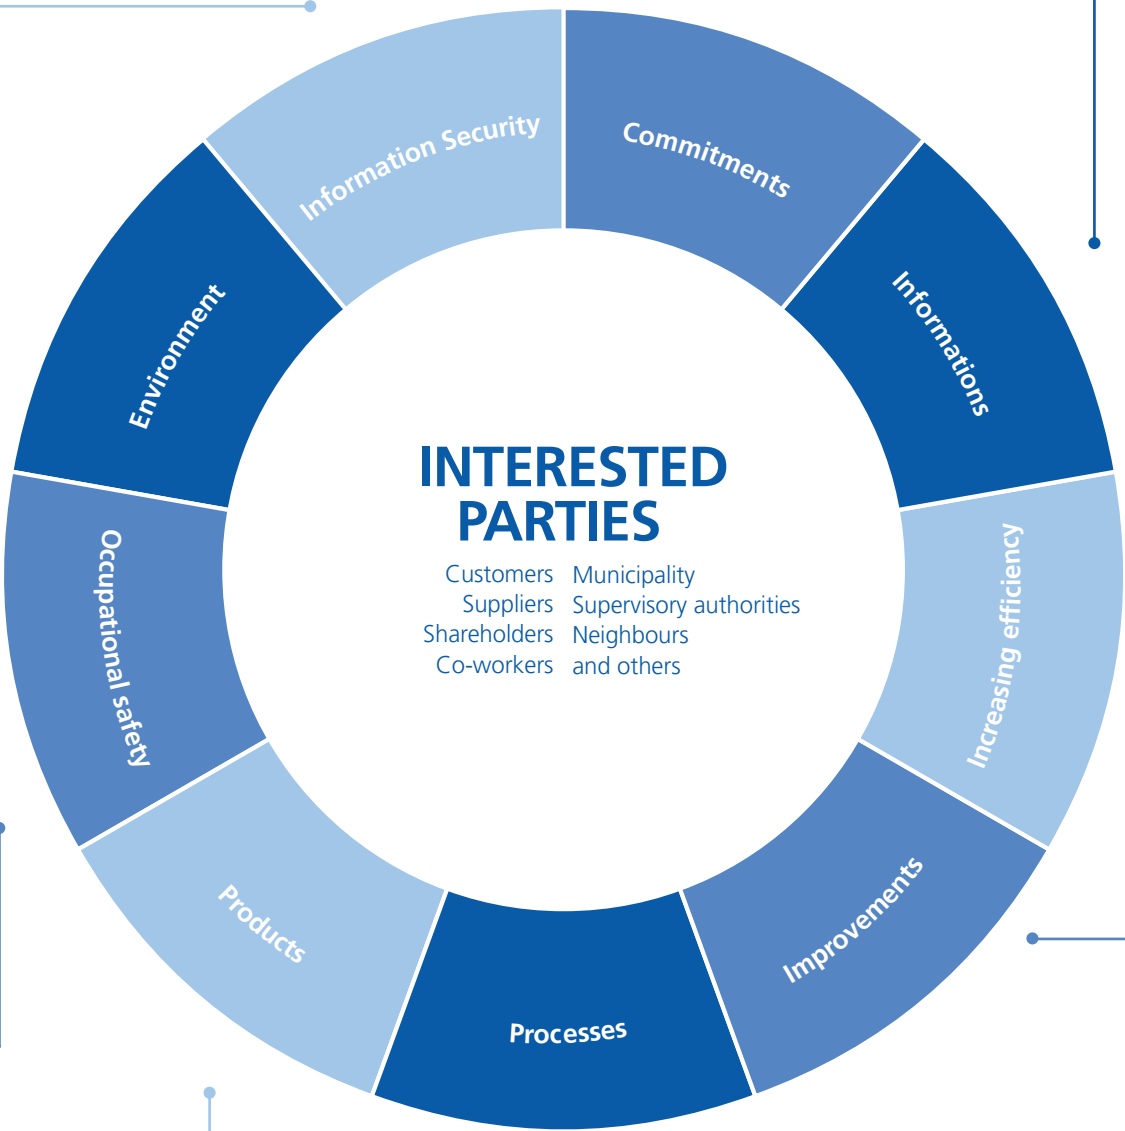 Information Security
Commitments
Informations
Increasing efficiency
Improvements
Processes
Products
Occupational safety
Environment
INTERESTED
PARTIES
Customers Municipality
Suppliers Supervisory authorities
Shareholders Neighbours
Co-workers and others